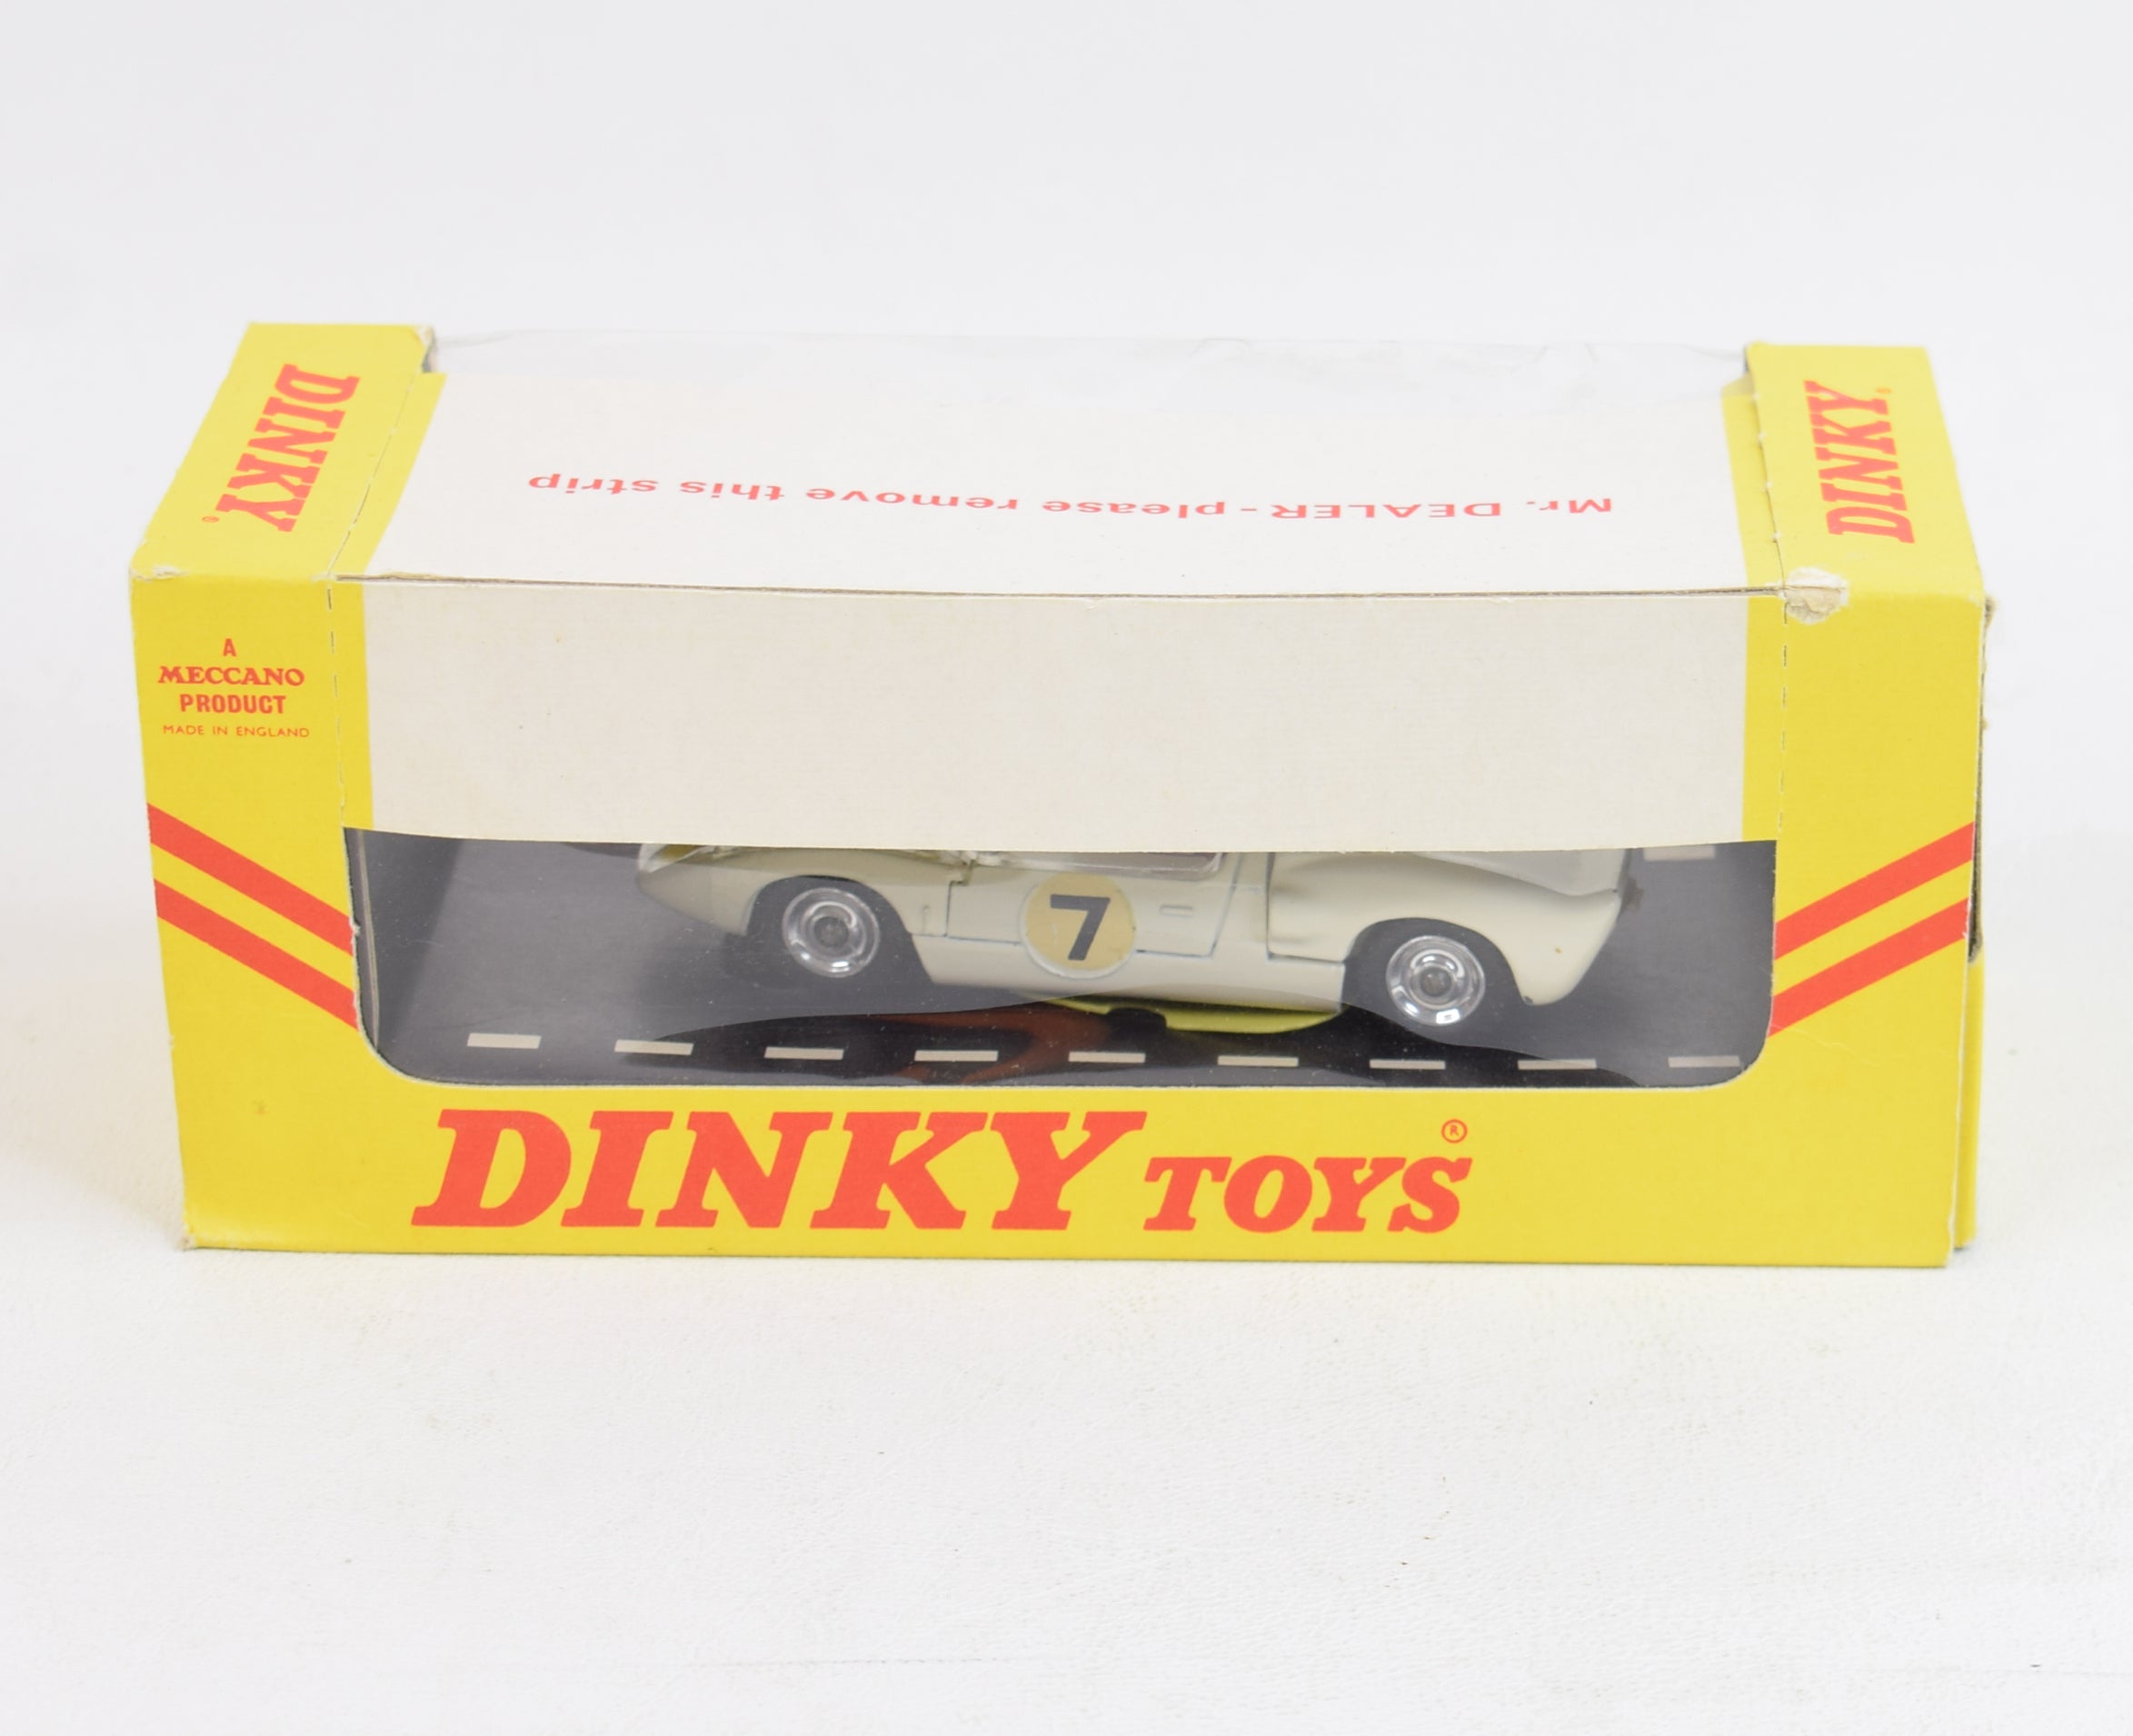 DINKY
Mr. DEALER - please remove this strip
DINKY
A
MECCANO
PRODUCT
MADE IN ENGLAND
7
DINKY TOYS®